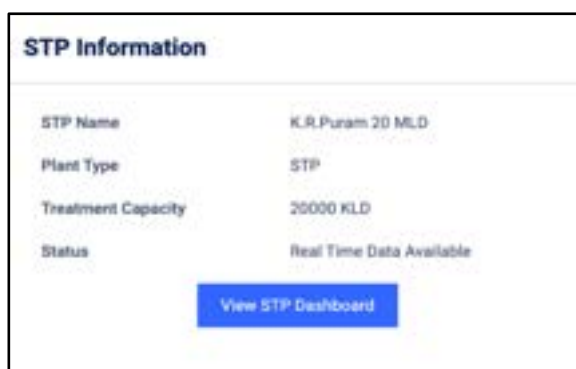 STP Information
STP Name K.R.Puram 20 MLD
Plant Type STP
Treatment Capacity 20000 KLD
Status Real Time Data Available
View STP Dashboard